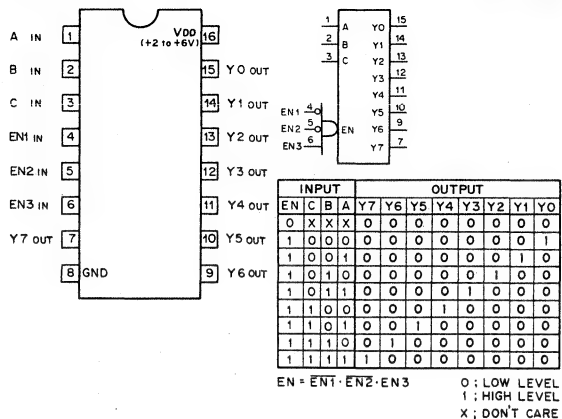 A IN 1
B IN 2
C IN 3
EN1 IN 4
EN2 IN 5
EN3 IN 6
Y7 OUT 7
8 GND
VDD 16
(+2 to +6V)
15 Y0 OUT
14 Y1 OUT
13 Y2 OUT
12 Y3 OUT
11 Y4 OUT
10 Y5 OUT
9 Y6 OUT
1 A Y0 15
2 B Y1 14
3 C Y2 13
Y3 12
Y4 11
EN1 4 Y5 10
EN2 5 EN Y6 9
EN3 6 Y7 7
INPUT OUTPUT
EN C B A Y7 Y6 Y5 Y4 Y3 Y2 Y1 Y0
0 X X X 0 0 0 0 0 0 0 0
1 0 0 0 0 0 0 0 0 0 0 1
1 0 0 1 0 0 0 0 0 0 1 0
1 0 1 0 0 0 0 0 0 1 0 0
1 0 1 1 0 0 0 0 1 0 0 0
1 1 0 0 0 0 0 1 0 0 0 0
1 1 0 1 0 0 1 0 0 0 0 0
1 1 1 0 0 1 0 0 0 0 0 0
1 1 1 1 1 0 0 0 0 0 0 0
EN = E̅N̅1̅ · E̅N̅2̅ · EN3
0 ; LOW LEVEL
1 ; HIGH LEVEL
X ; DON'T CARE